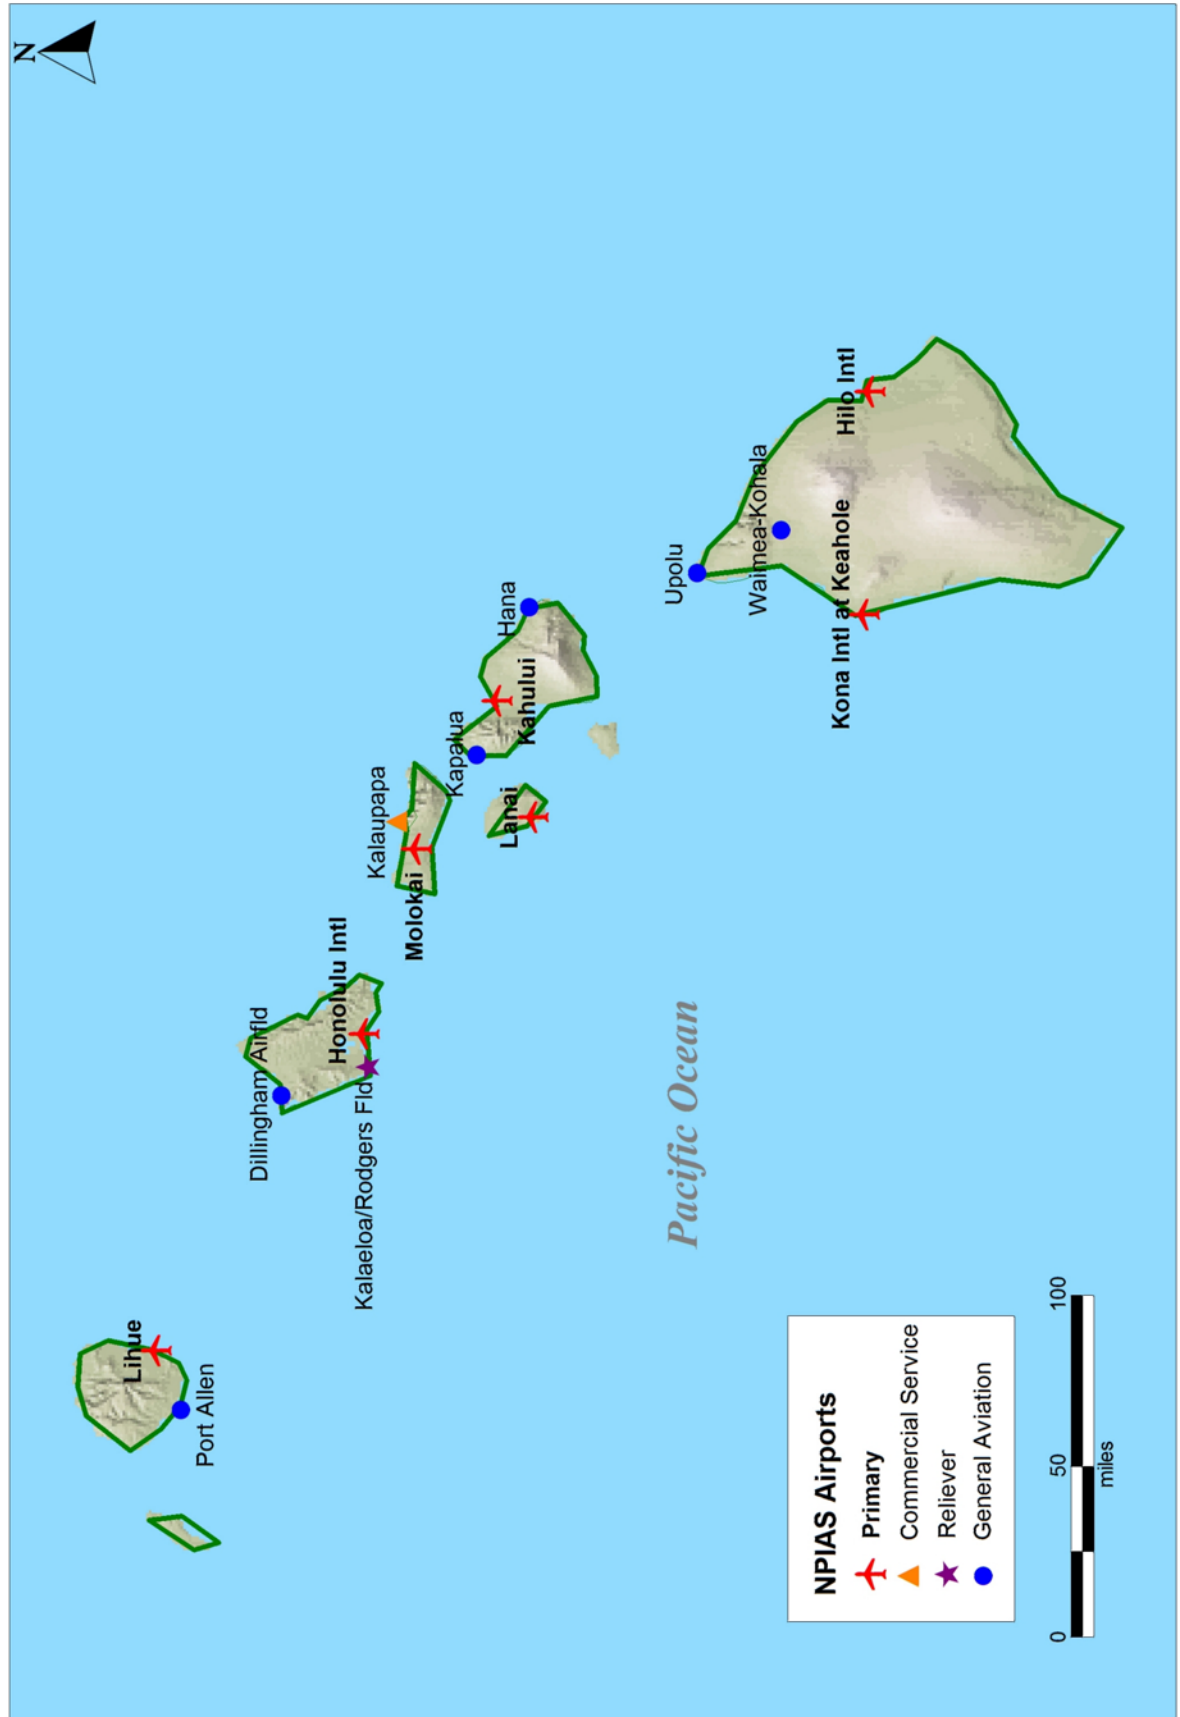 N
Lihue
Port Allen
Dillingham Airfld
Honolulu Intl
Kalaeloa/Rodgers Fld
Kalaupapa
Molokai
Kapalua
Lanai
Hana
Kahului
Upolu
Waimea-Kohala
Hilo Intl
Kona Intl at Keahole
Pacific Ocean
NPIAS Airports
Primary
Commercial Service
Reliever
General Aviation
0 50 100
miles